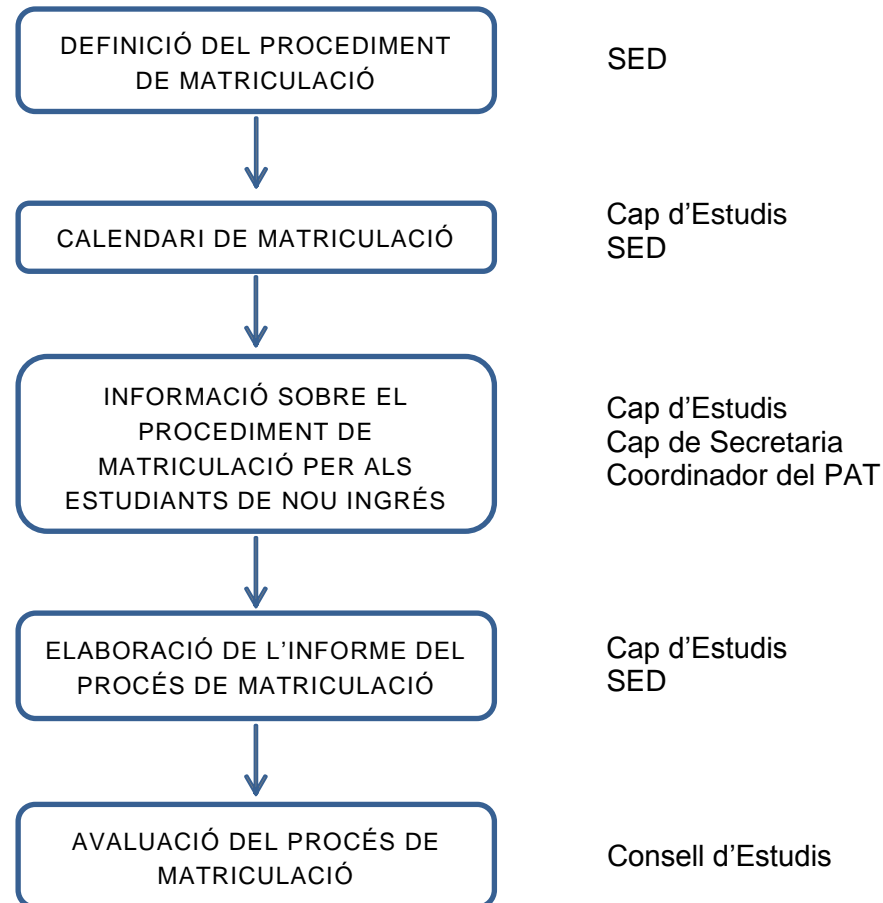 DEFINICIÓ DEL PROCEDIMENT
DE MATRICULACIÓ
SED
CALENDARI DE MATRICULACIÓ
Cap d’Estudis
SED
INFORMACIÓ SOBRE EL
PROCEDIMENT DE
MATRICULACIÓ PER ALS
ESTUDIANTS DE NOU INGRÉS
Cap d’Estudis
Cap de Secretaria
Coordinador del PAT
ELABORACIÓ DE L’INFORME DEL
PROCÉS DE MATRICULACIÓ
Cap d’Estudis
SED
AVALUACIÓ DEL PROCÉS DE
MATRICULACIÓ
Consell d’Estudis